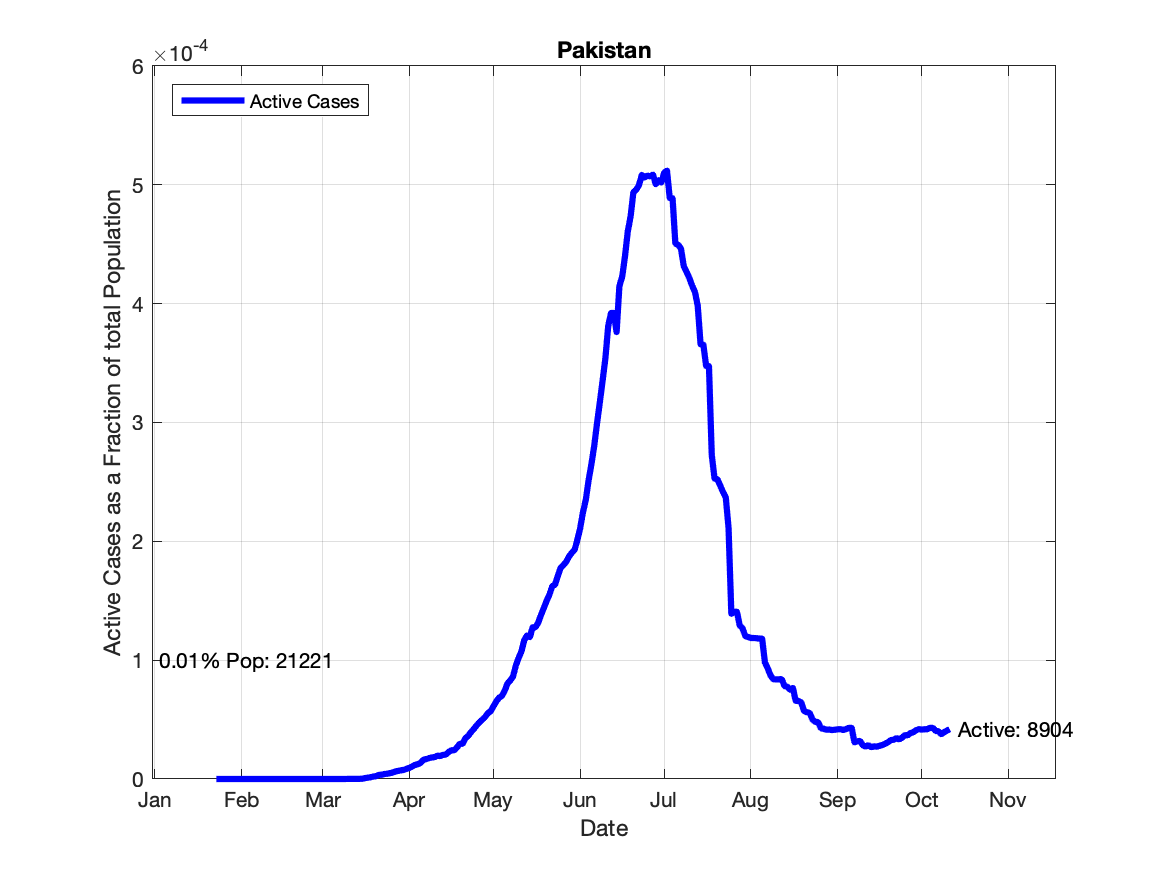 Pakistan
×10-4
Active Cases
6
5
4
3
2
1
0
Active Cases as a Fraction of total Population
0.01% Pop: 21221
Active: 8904
Jan Feb Mar Apr May Jun Jul Aug Sep Oct Nov
Date